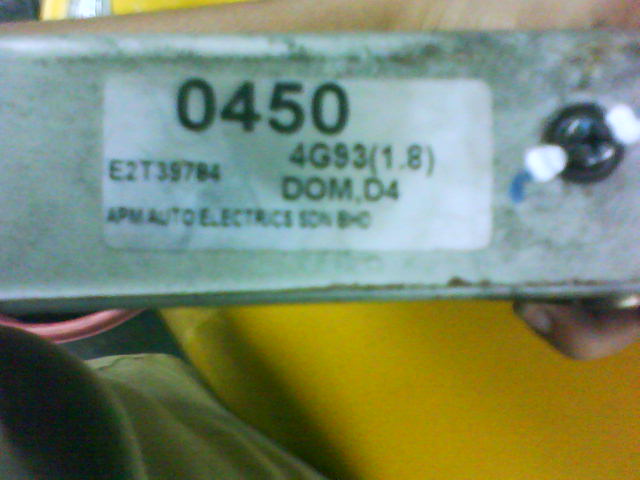 0450
4G93(1.8)
E2T39784
DOM,D4
APM AUTO ELECTRICS SDN BHD